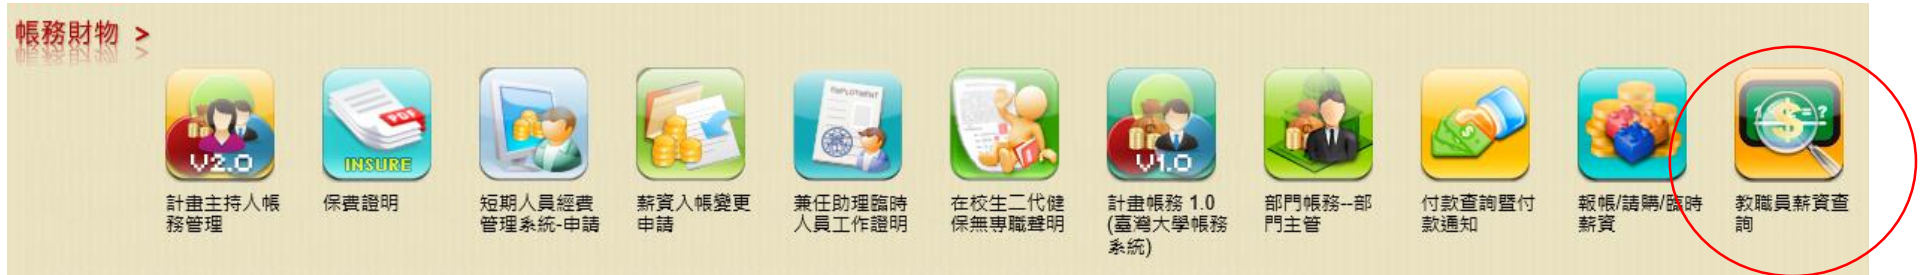 帳務財物 >
V2.0
計畫主持人帳
務管理
PDF
INSURE
保費證明
短期人員經費
管理系統-申請
薪資入帳變更
申請
EMPLOYMENT
兼任助理臨時
人員工作證明
在校生二代健
保無專職聲明
V1.0
計畫帳務 1.0
(臺灣大學帳務
系統)
部門帳務--部
門主管
付款查詢暨付
款通知
報帳/請購/臨時
薪資
教職員薪資查
詢